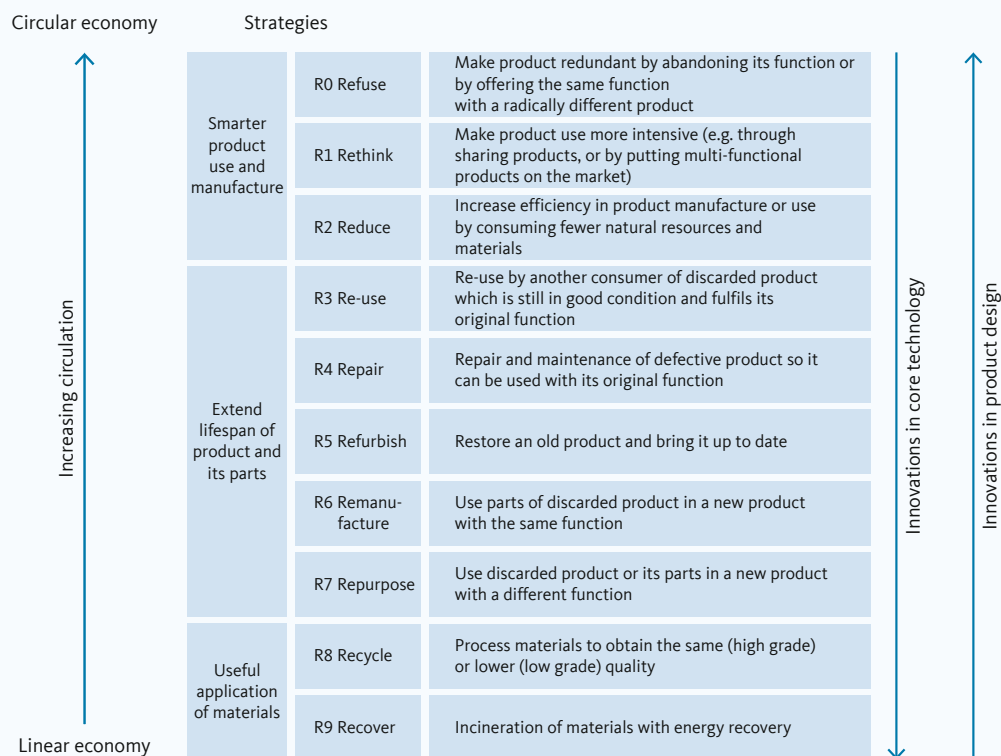 Circular economy
Strategies
Smarter
product
use and
manufacture
R0 Refuse
Make product redundant by abandoning its function or
by offering the same function
with a radically different product
R1 Rethink
Make product use more intensive (e.g. through
sharing products, or by putting multi-functional
products on the market)
R2 Reduce
Increase efficiency in product manufacture or use
by consuming fewer natural resources and
materials
Extend
lifespan of
product and
its parts
R3 Re-use
Re-use by another consumer of discarded product
which is still in good condition and fulfils its
original function
R4 Repair
Repair and maintenance of defective product so it
can be used with its original function
R5 Refurbish
Restore an old product and bring it up to date
R6 Remanu-
facture
Use parts of discarded product in a new product
with the same function
R7 Repurpose
Use discarded product or its parts in a new product
with a different function
Useful
application
of materials
R8 Recycle
Process materials to obtain the same (high grade)
or lower (low grade) quality
R9 Recover
Incineration of materials with energy recovery
Increasing circulation
Innovations in core technology
Innovations in product design
Linear economy